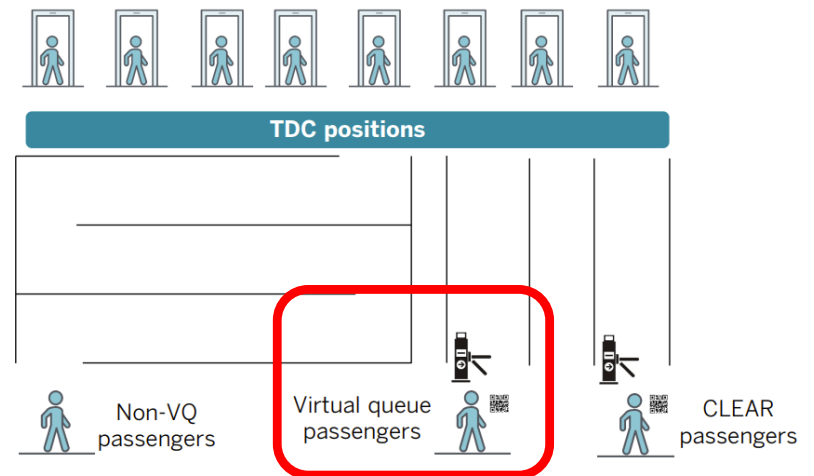 TDC positions
Non-VQ
passengers
Virtual queue
passengers
CLEAR
passengers